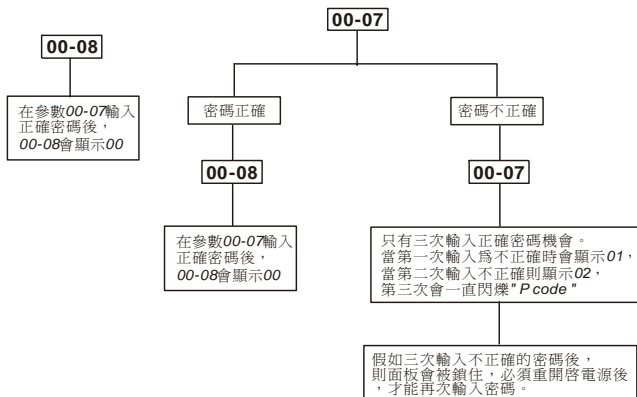 00-08
在參數00-07輸入
正確密碼後，
00-08會顯示00
00-07
密碼正確
00-08
在參數00-07輸入
正確密碼後，
00-08會顯示00
密碼不正確
00-07
只有三次輸入正確密碼機會。
當第一次輸入爲不正確時會顯示01，
當第二次輸入不正確則顯示02，
第三次會一直閃爍"P code"
假如三次輸入不正確的密碼後，
則面板會被鎖住，必須重開啓電源後
，才能再次輸入密碼。